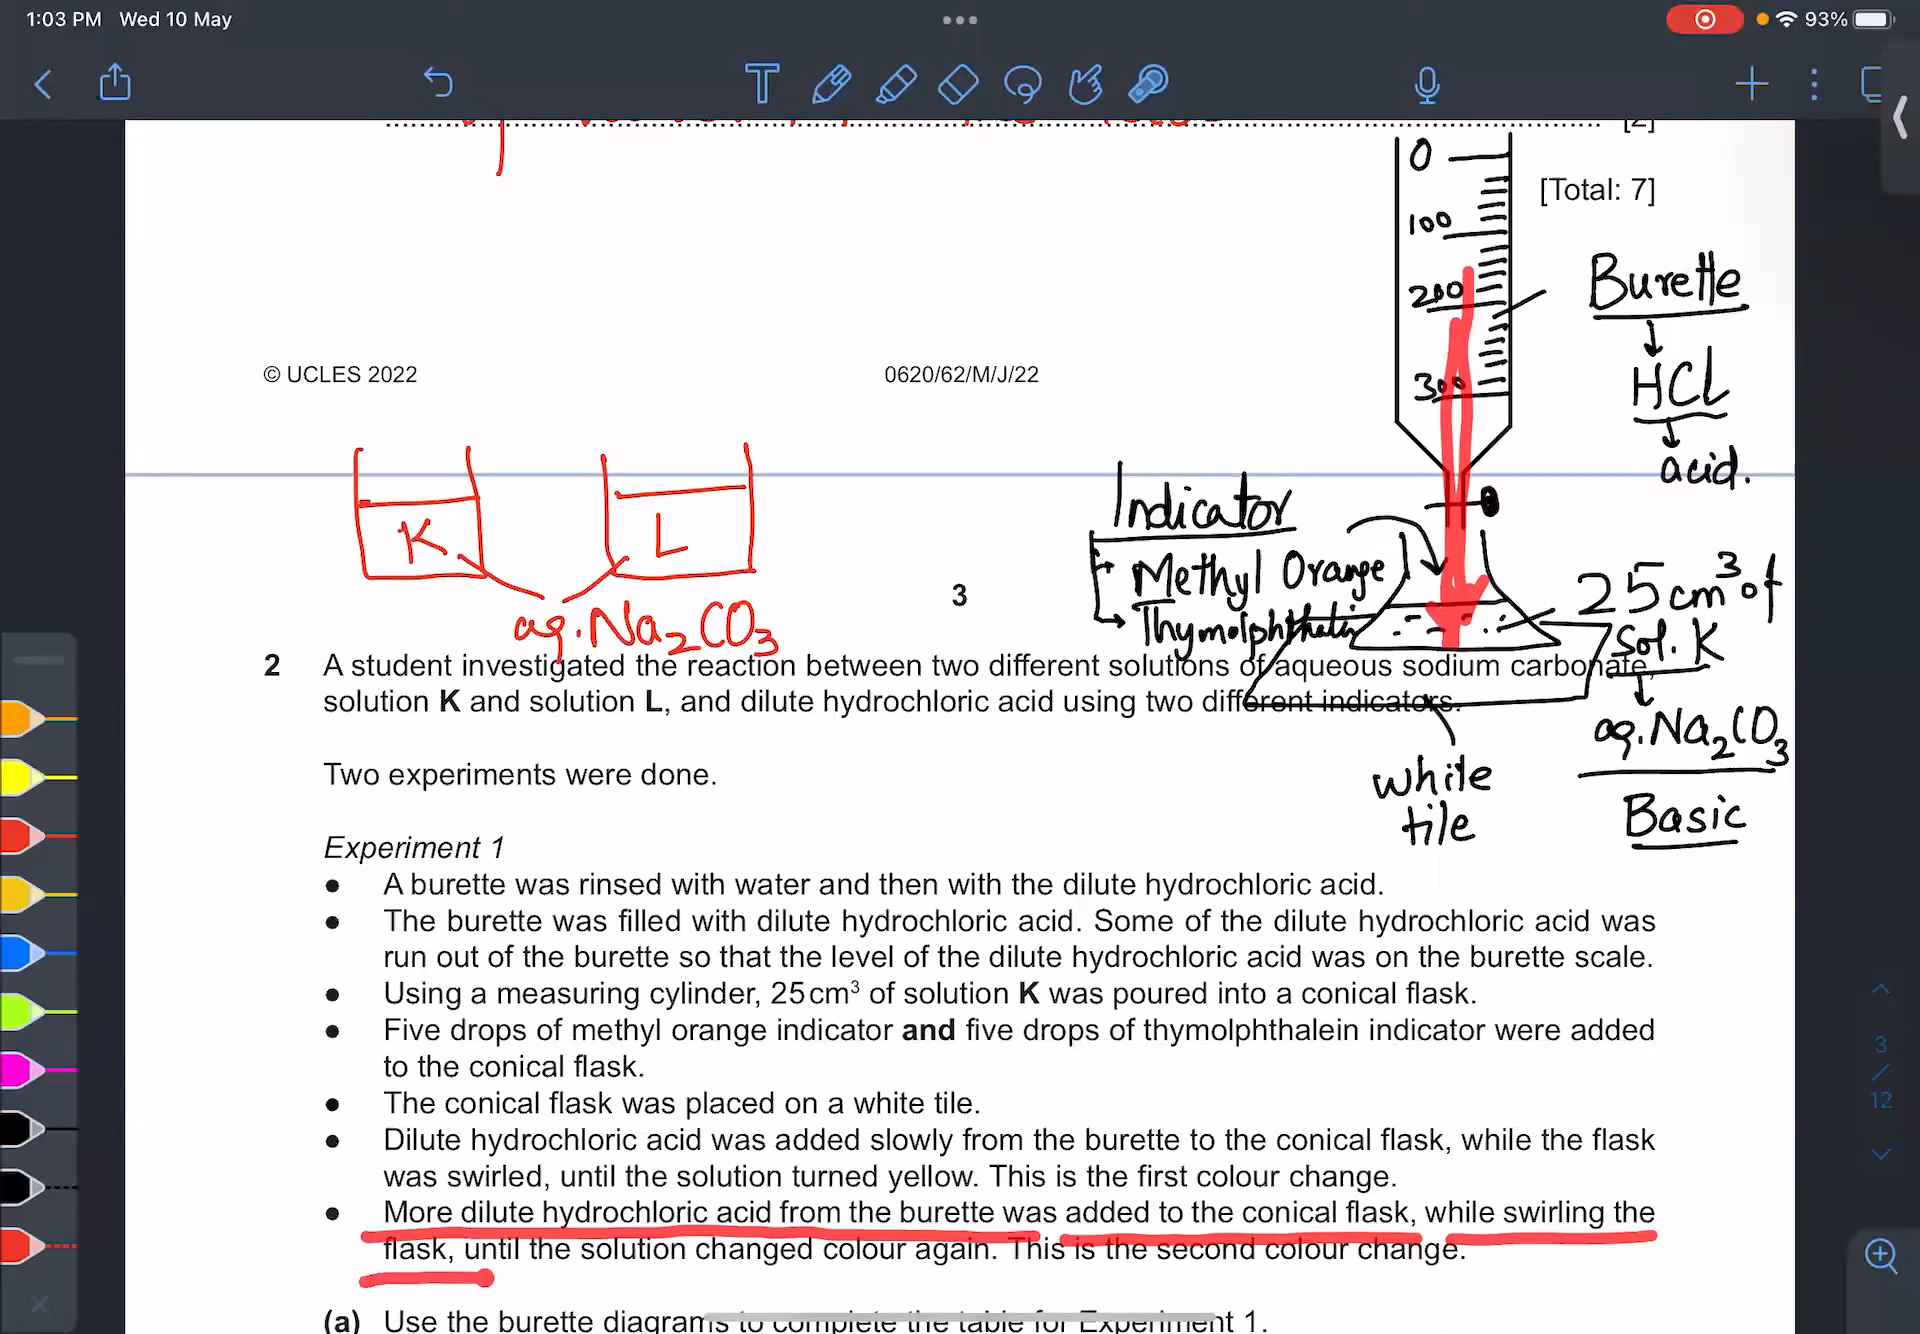 1:03 PM Wed 10 May
93%
[2]
[Total: 7]
0
100
200
300
Burette
HCl
acid.
© UCLES 2022
0620/62/M/J/22
K
L
aq. Na2CO3
Indicator
Methyl Orange
Thymolphthalein
25 cm³ of
sol. K
aq. Na2CO3
Basic
white
tile
3
2 A student investigated the reaction between two different solutions of aqueous sodium carbonate,
solution K and solution L, and dilute hydrochloric acid using two different indicators.
Two experiments were done.
Experiment 1
● A burette was rinsed with water and then with the dilute hydrochloric acid.
● The burette was filled with dilute hydrochloric acid. Some of the dilute hydrochloric acid was
run out of the burette so that the level of the dilute hydrochloric acid was on the burette scale.
● Using a measuring cylinder, 25 cm³ of solution K was poured into a conical flask.
● Five drops of methyl orange indicator and five drops of thymolphthalein indicator were added
to the conical flask.
● The conical flask was placed on a white tile.
● Dilute hydrochloric acid was added slowly from the burette to the conical flask, while the flask
was swirled, until the solution turned yellow. This is the first colour change.
● More dilute hydrochloric acid from the burette was added to the conical flask, while swirling the
flask, until the solution changed colour again. This is the second colour change.
(a) Use the burette diagrams to complete the table for Experiment 1.
3
/
12